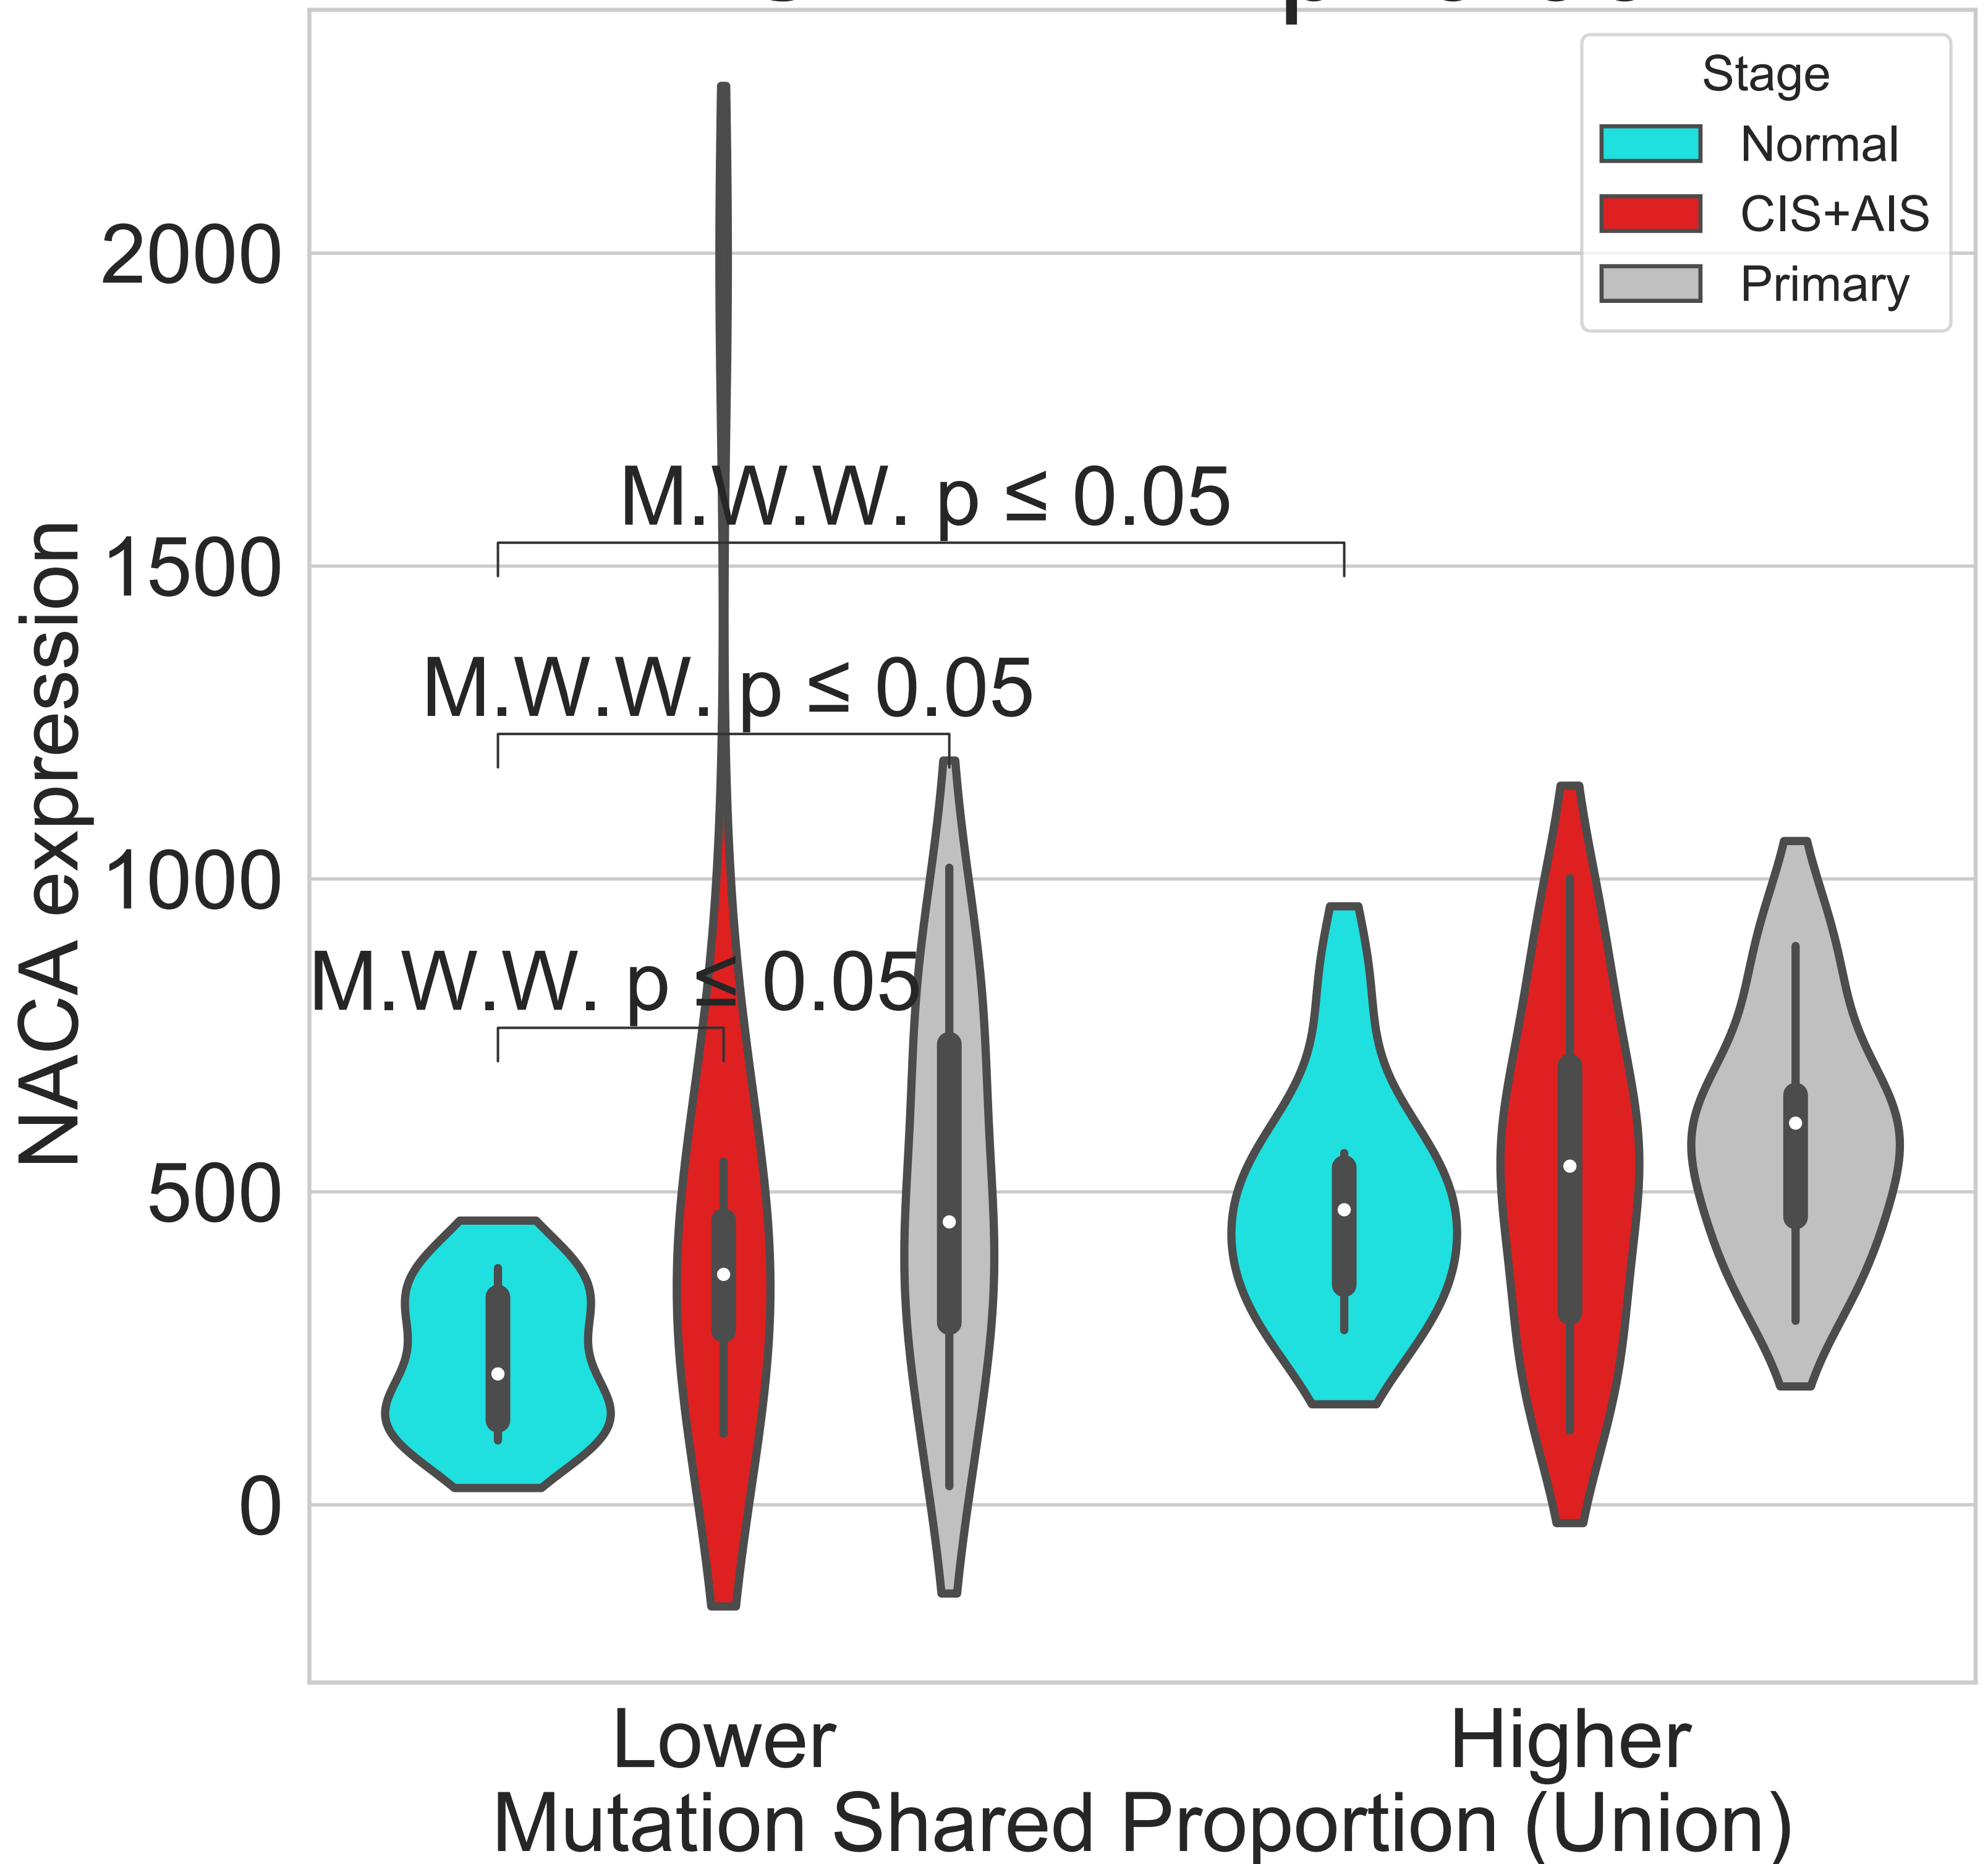 Stage
Normal
CIS+AIS
Primary
2000
1500
1000
500
0
NACA expression
M.W.W. p ≤ 0.05
M.W.W. p ≤ 0.05
M.W.W. p ≤ 0.05
Lower
Higher
Mutation Shared Proportion (Union)